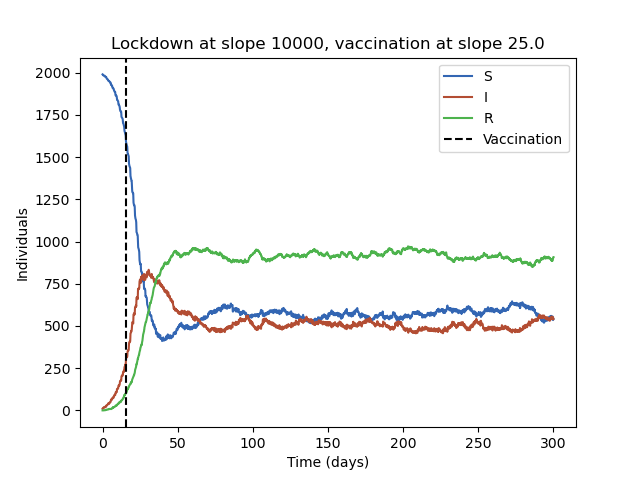 Lockdown at slope 10000, vaccination at slope 25.0
S
I
R
Vaccination
Individuals
2000
1750
1500
1250
1000
750
500
250
0
0 50 100 150 200 250 300
Time (days)